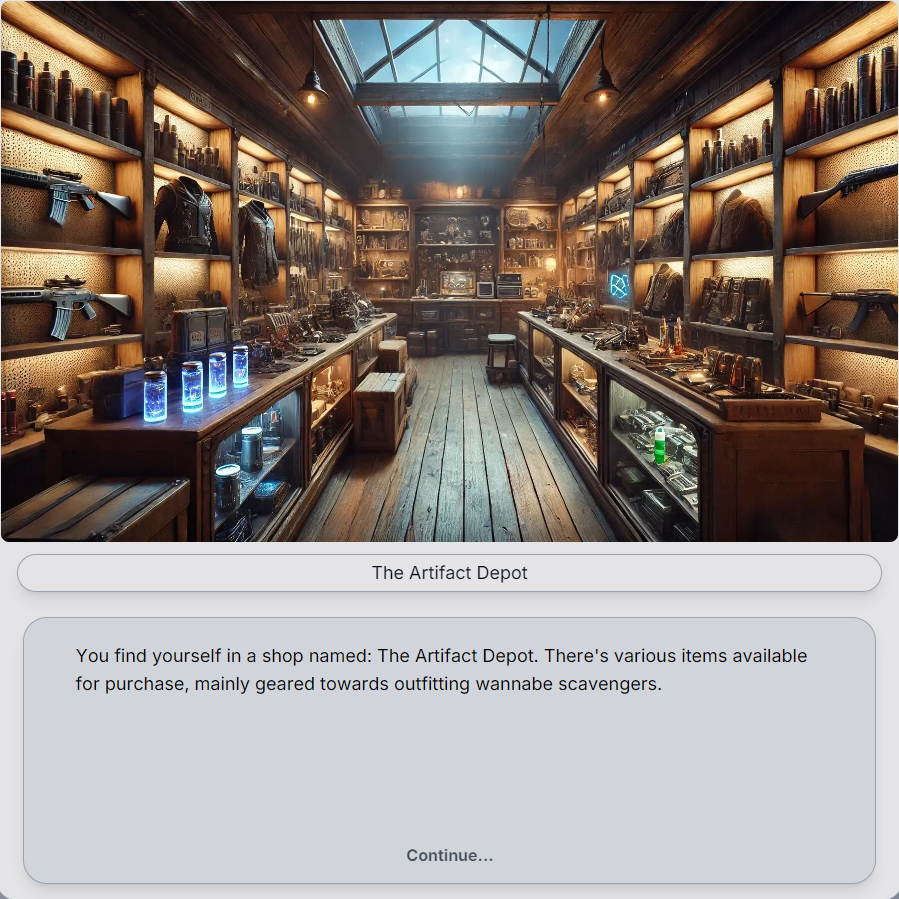 The Artifact Depot
You find yourself in a shop named: The Artifact Depot. There's various items available
for purchase, mainly geared towards outfitting wannabe scavengers.
Continue...